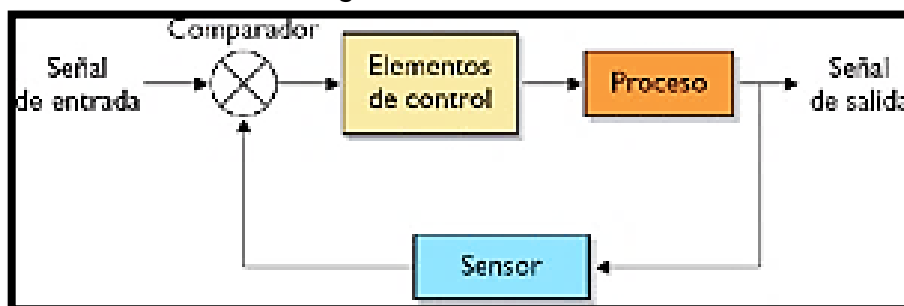 Comparador
Señal
de entrada
Elementos
de control
Proceso
Señal
de salida
Sensor